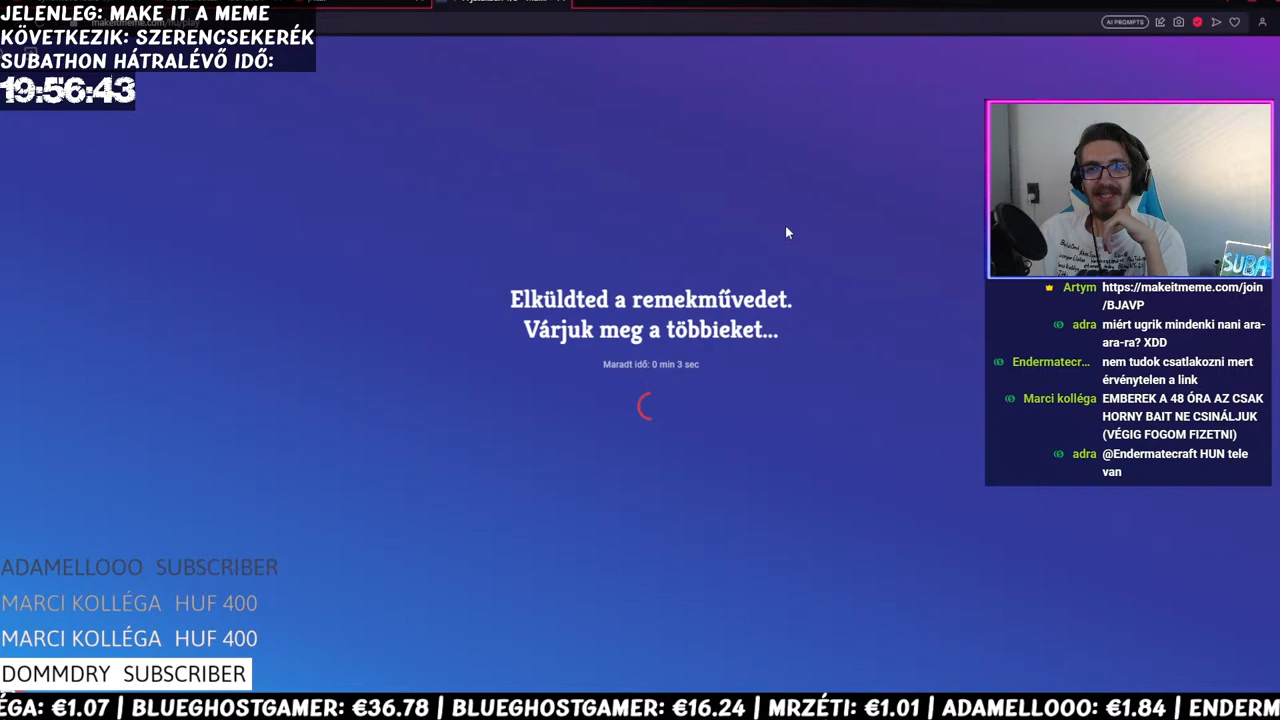 JELENLEG: MAKE IT A MEME
KÖVETKEZIK: SZERENCSEKERÉK
SUBATHON HÁTRALÉVŐ IDŐ:
19:56:43
AI PROMPTS
SUBA
Elküldted a remekművedet.
Várjuk meg a többieket...
Maradt idő: 0 min 3 sec
Artym https://makeitmeme.com/join
/BJAVP
adra miért ugrik mindenki nani ara-
ara-ra? XDD
Endermatecr... nem tudok csatlakozni mert
érvénytelen a link
Marci kolléga EMBEREK A 48 ÓRA AZ CSAK
HORNY BAIT NE CSINÁLJUK
(VÉGIG FOGOM FIZETNI)
adra @Endermatecraft HUN tele
van
ADAMELLOOO SUBSCRIBER
MARCI KOLLÉGA HUF 400
MARCI KOLLÉGA HUF 400
DOMMDRY SUBSCRIBER
ÉGA: €1.07 | BLUEGHOSTGAMER: €36.78 | BLUEGHOSTGAMER: €16.24 | MRZÉTI: €1.01 | ADAMELLOOO: €1.84 | ENDERM